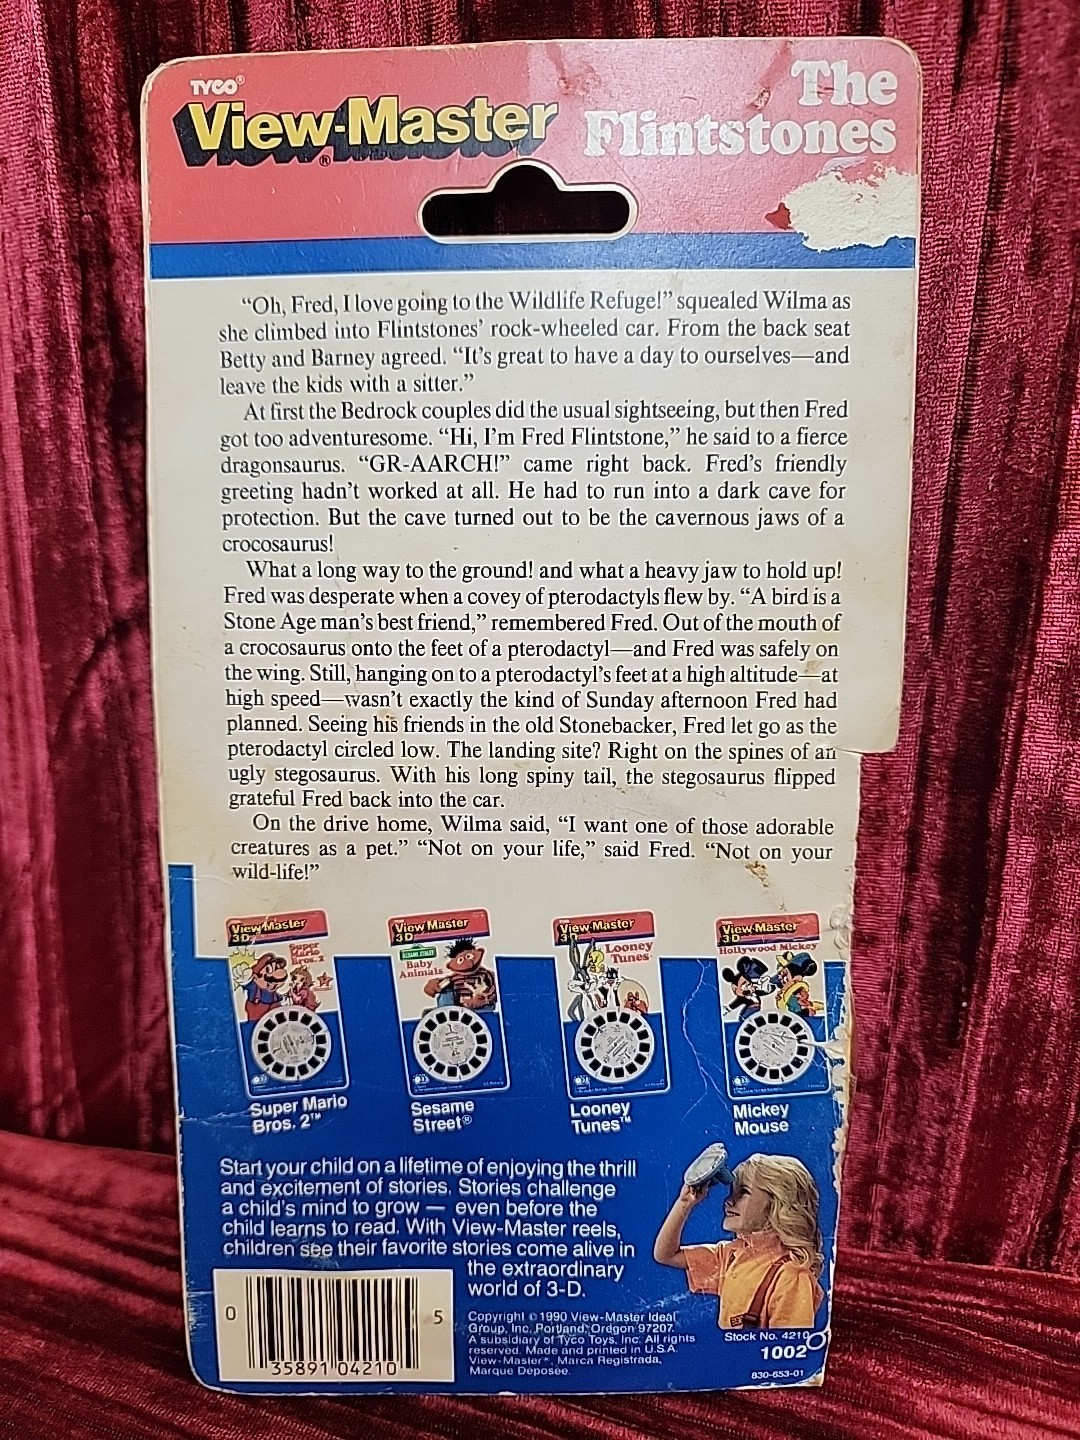 TYCO®
View-Master®
The
Flintstones
“Oh, Fred, I love going to the Wildlife Refuge!” squealed Wilma as
she climbed into Flintstones’ rock-wheeled car. From the back seat
Betty and Barney agreed. “It’s great to have a day to ourselves—and
leave the kids with a sitter.”
At first the Bedrock couples did the usual sightseeing, but then Fred
got too adventuresome. “Hi, I’m Fred Flintstone,” he said to a fierce
dragonsaurus. “GR-AARCH!” came right back. Fred’s friendly
greeting hadn’t worked at all. He had to run into a dark cave for
protection. But the cave turned out to be the cavernous jaws of a
crocosaurus!
What a long way to the ground! and what a heavy jaw to hold up!
Fred was desperate when a covey of pterodactyls flew by. “A bird is a
Stone Age man’s best friend,” remembered Fred. Out of the mouth of
a crocosaurus onto the feet of a pterodactyl—and Fred was safely on
the wing. Still, hanging on to a pterodactyl’s feet at a high altitude—at
high speed—wasn’t exactly the kind of Sunday afternoon Fred had
planned. Seeing his friends in the old Stonebacker, Fred let go as the
pterodactyl circled low. The landing site? Right on the spines of an
ugly stegosaurus. With his long spiny tail, the stegosaurus flipped
grateful Fred back into the car.
On the drive home, Wilma said, “I want one of those adorable
creatures as a pet.” “Not on your life,” said Fred. “Not on your
wild-life!”
View-Master
3D
Super
Mario
Bros. 2
View-Master
3D
SESAME STREET
Baby
Animals
View-Master
3D
Looney
Tunes
View-Master
3D
Hollywood Mickey
Super Mario
Bros. 2™
Sesame
Street®
Looney
Tunes™
Mickey
Mouse
Start your child on a lifetime of enjoying the thrill
and excitement of stories. Stories challenge
a child’s mind to grow — even before the
child learns to read. With View-Master reels,
children see their favorite stories come alive in
the extraordinary
world of 3-D.
0 35891 04210 5
Copyright ©1990 View-Master Ideal
Group, Inc. Portland, Oregon 97207.
A subsidiary of Tyco Toys, Inc. All rights
reserved. Made and printed in U.S.A.
View-Master®, Marca Registrada,
Marque Déposée.
Stock No. 4210
1002
830-653-01